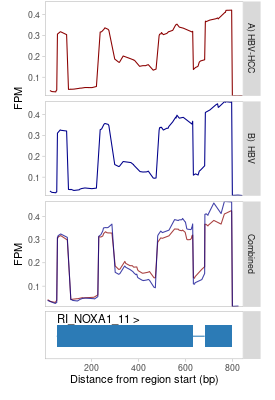 0.4
0.3
0.2
0.1
FPM
A) HBV-HCC
0.4
0.3
0.2
0.1
B) HBV
0.4
0.3
0.2
0.1
FPM
Combined
RI_NOXA1_11 >
200 400 600 800
Distance from region start (bp)